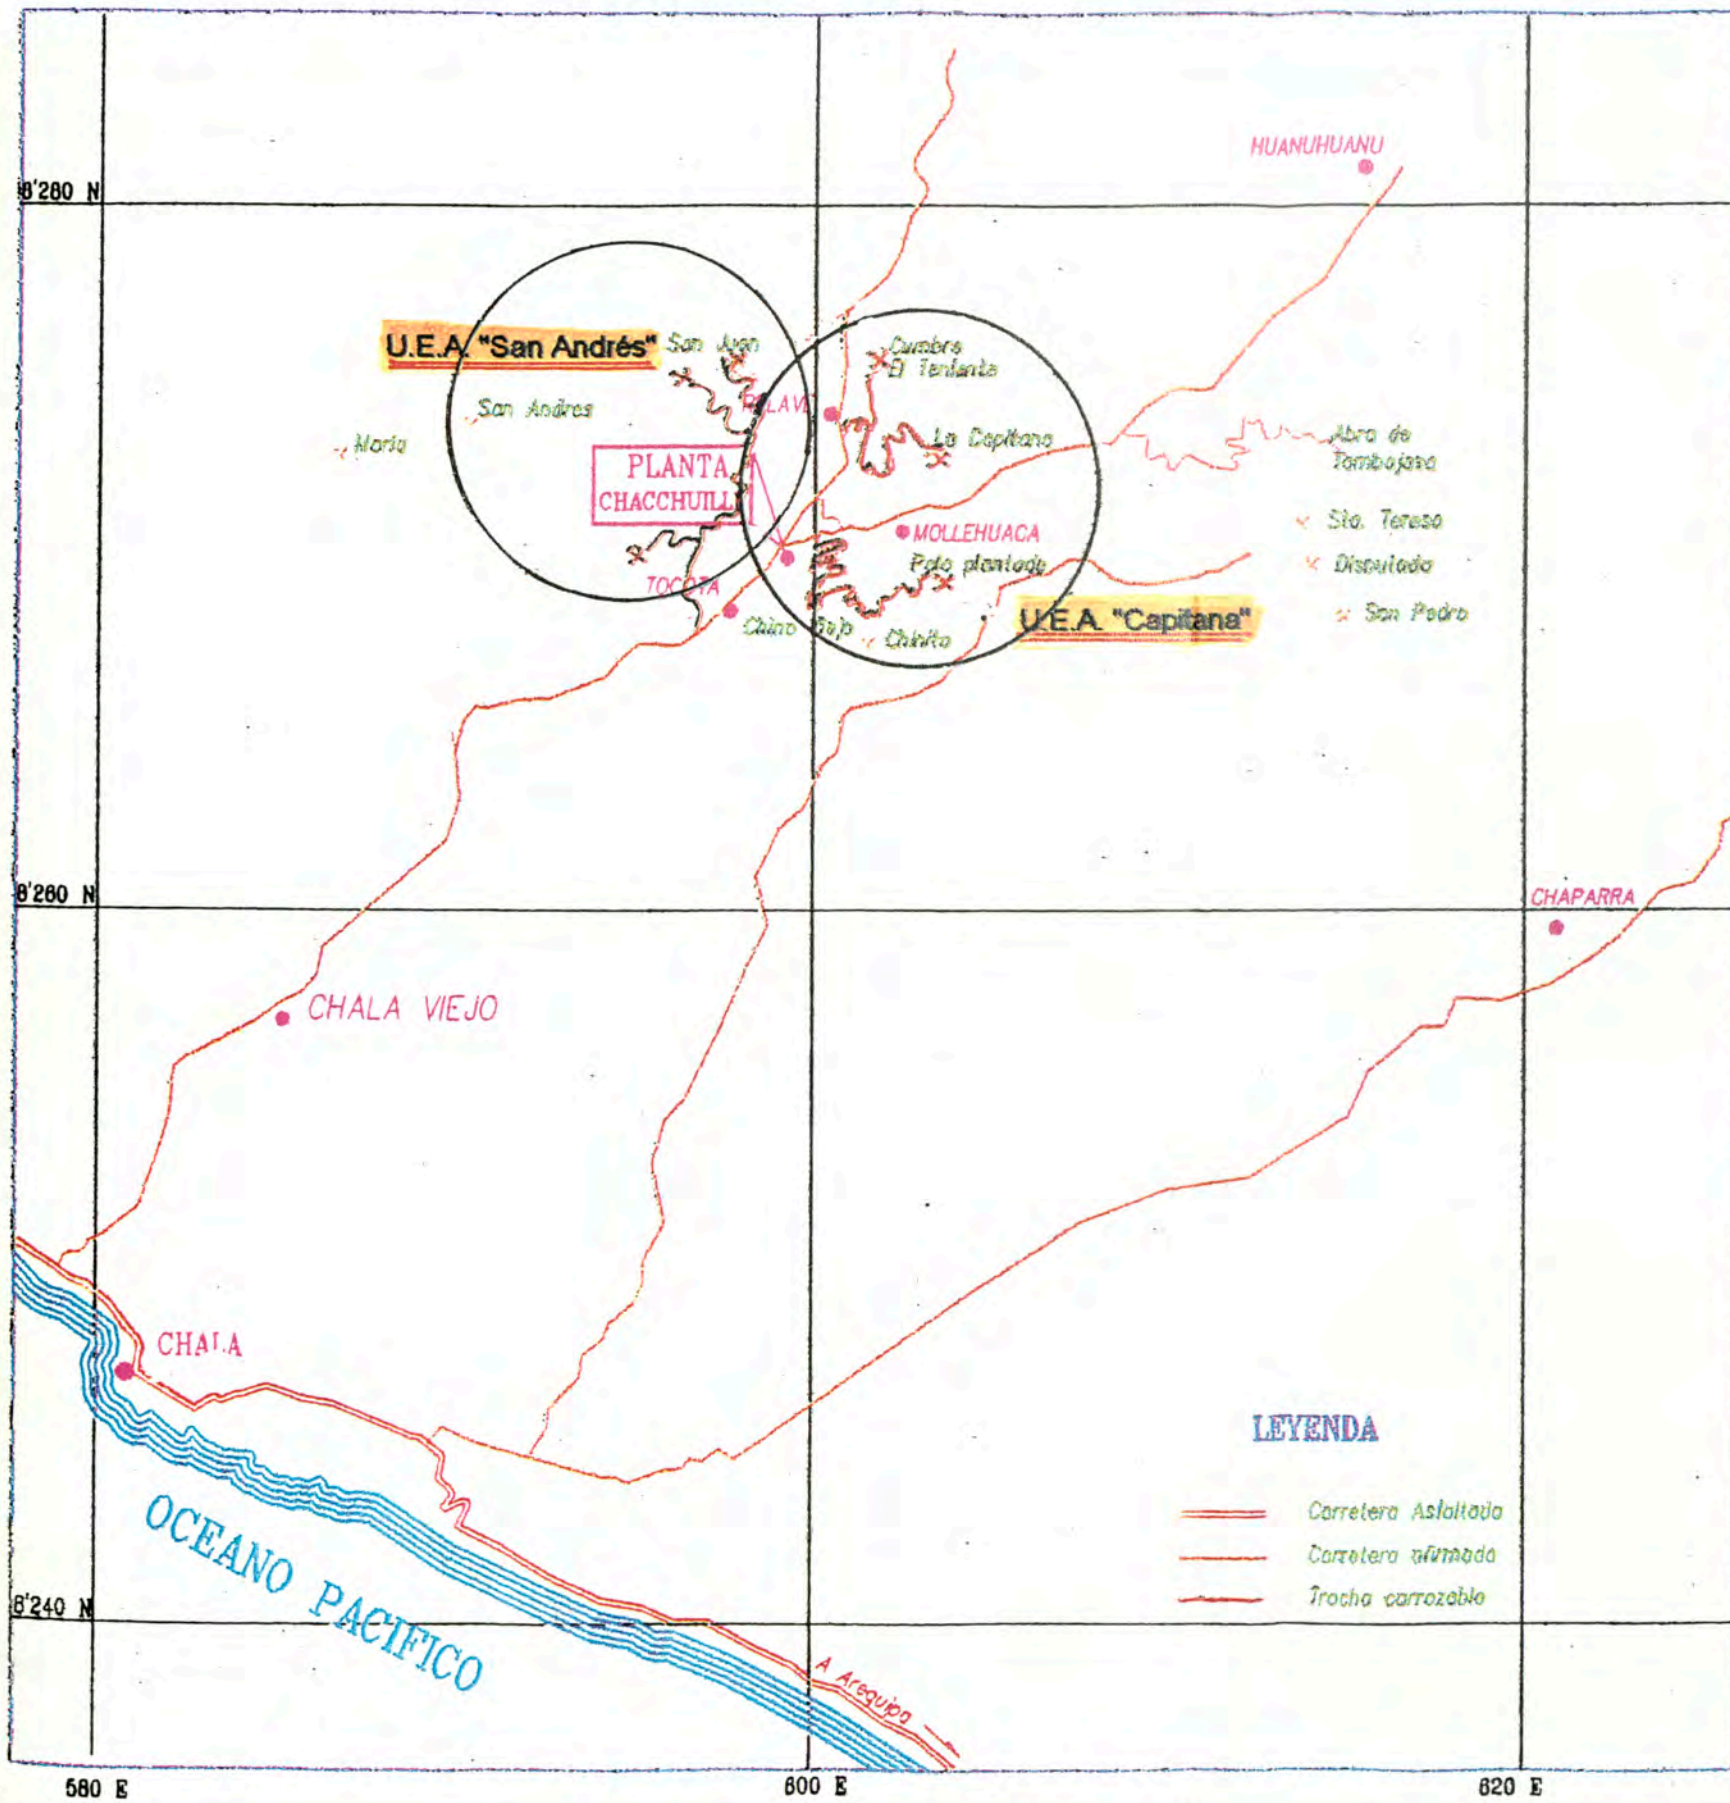 HUANUHUANU
8'280 N
U.E.A. "San Andrés"
San Juan
Cumbre
El Teniente
San Andres
RELAVE
La Capitana
Maria
Abra de
Tambojasa
PLANTA
CHACCHUILL
Sta. Teresa
MOLLEHUACA
Palo plantado
Disputada
TOCOTA
U.E.A. "Capitana"
San Pedro
Chino
Chinito
8'260 N
CHAPARRA
CHALA VIEJO
CHALA
LEYENDA
Carretera Asfaltada
Carretera afirmada
Trocha carrozable
OCEANO PACIFICO
8'240 N
A Arequipa
580 E
600 E
620 E